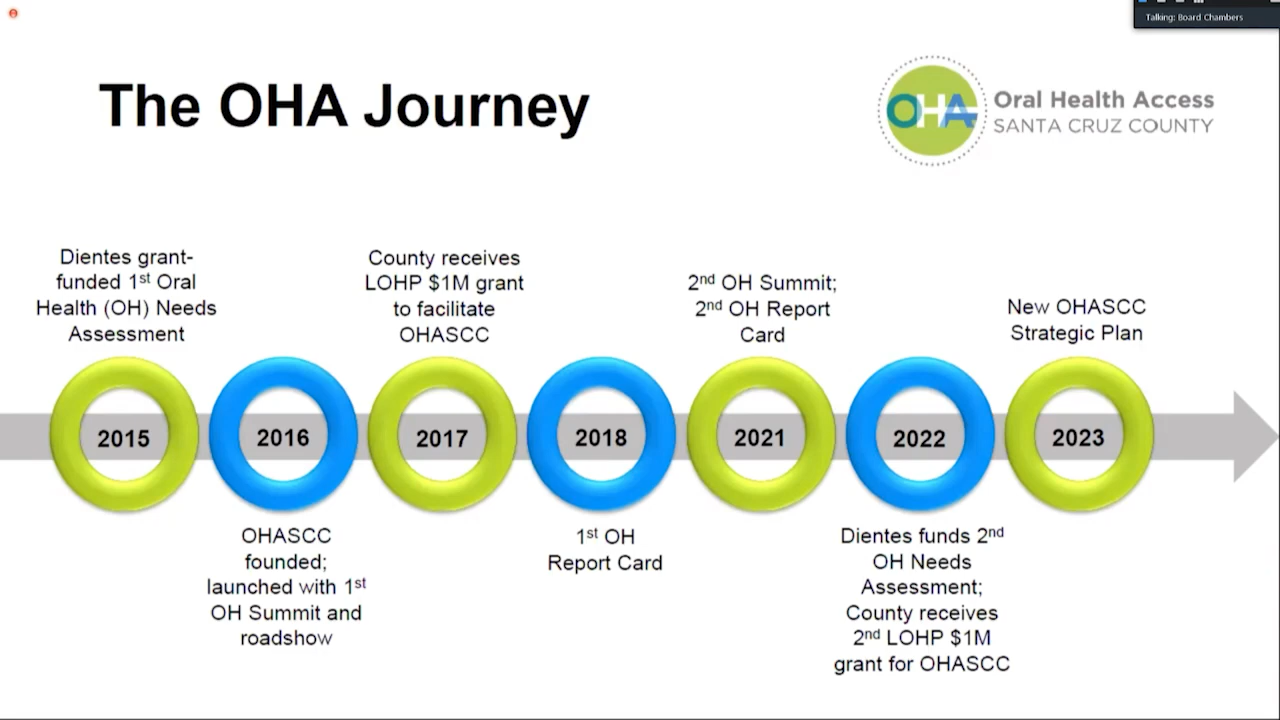 Talking: Board Chambers
The OHA Journey
OHA
Oral Health Access
SANTA CRUZ COUNTY
Dientes grant-
funded 1st Oral
Health (OH) Needs
Assessment
County receives
LOHP $1M grant
to facilitate
OHASCC
2nd OH Summit;
2nd OH Report
Card
New OHASCC
Strategic Plan
2015
2016
2017
2018
2021
2022
2023
OHASCC
founded;
launched with 1st
OH Summit and
roadshow
1st OH
Report Card
Dientes funds 2nd
OH Needs
Assessment;
County receives
2nd LOHP $1M
grant for OHASCC